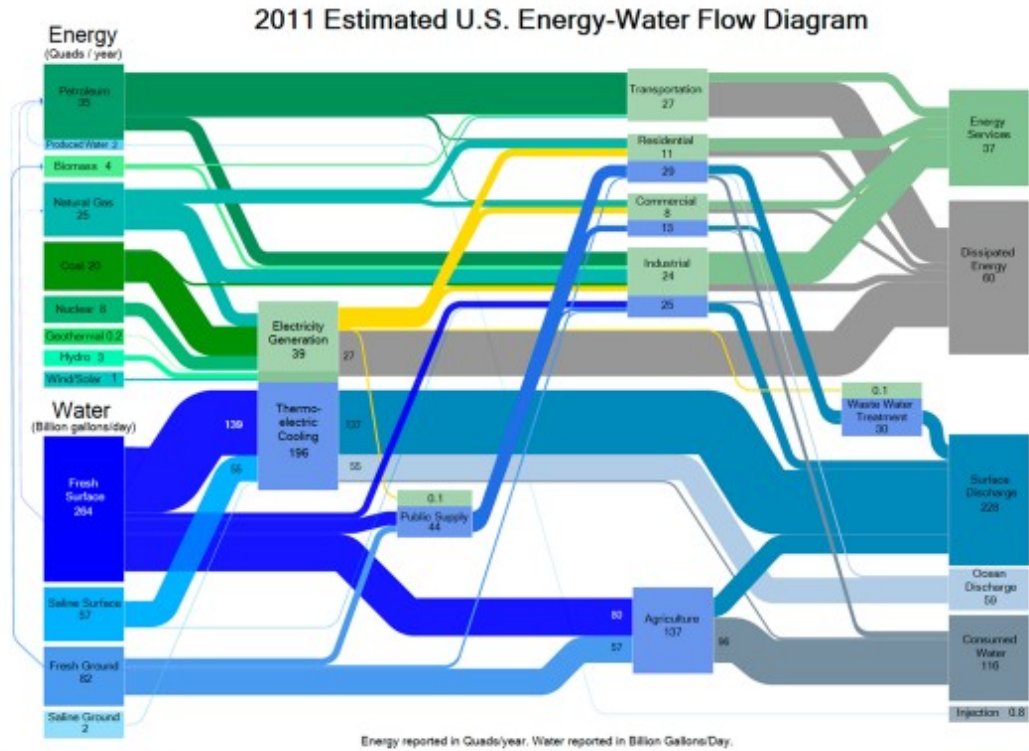 2011 Estimated U.S. Energy-Water Flow Diagram
Energy
(Quads / year)
Petroleum
35
Produced Water 2
Biomass 4
Natural Gas
25
Coal 20
Nuclear 8
Geothermal 0.2
Hydro 3
Wind/Solar 1
Water
(Billion gallons/day)
Fresh
Surface
264
Saline Surface
57
Fresh Ground
82
Saline Ground
2
Electricity
Generation
39
27
Thermo-
electric
Cooling
196
139
55
137
55
0.1
Public Supply
44
Transportation
27
Residential
11
29
Commercial
8
13
Industrial
24
25
80
57
Agriculture
137
96
0.1
Waste Water
Treatment
30
Energy
Services
37
Dissipated
Energy
60
Surface
Discharge
228
Ocean
Discharge
59
Consumed
Water
116
Injection 0.8
Energy reported in Quads/year. Water reported in Billion Gallons/Day.